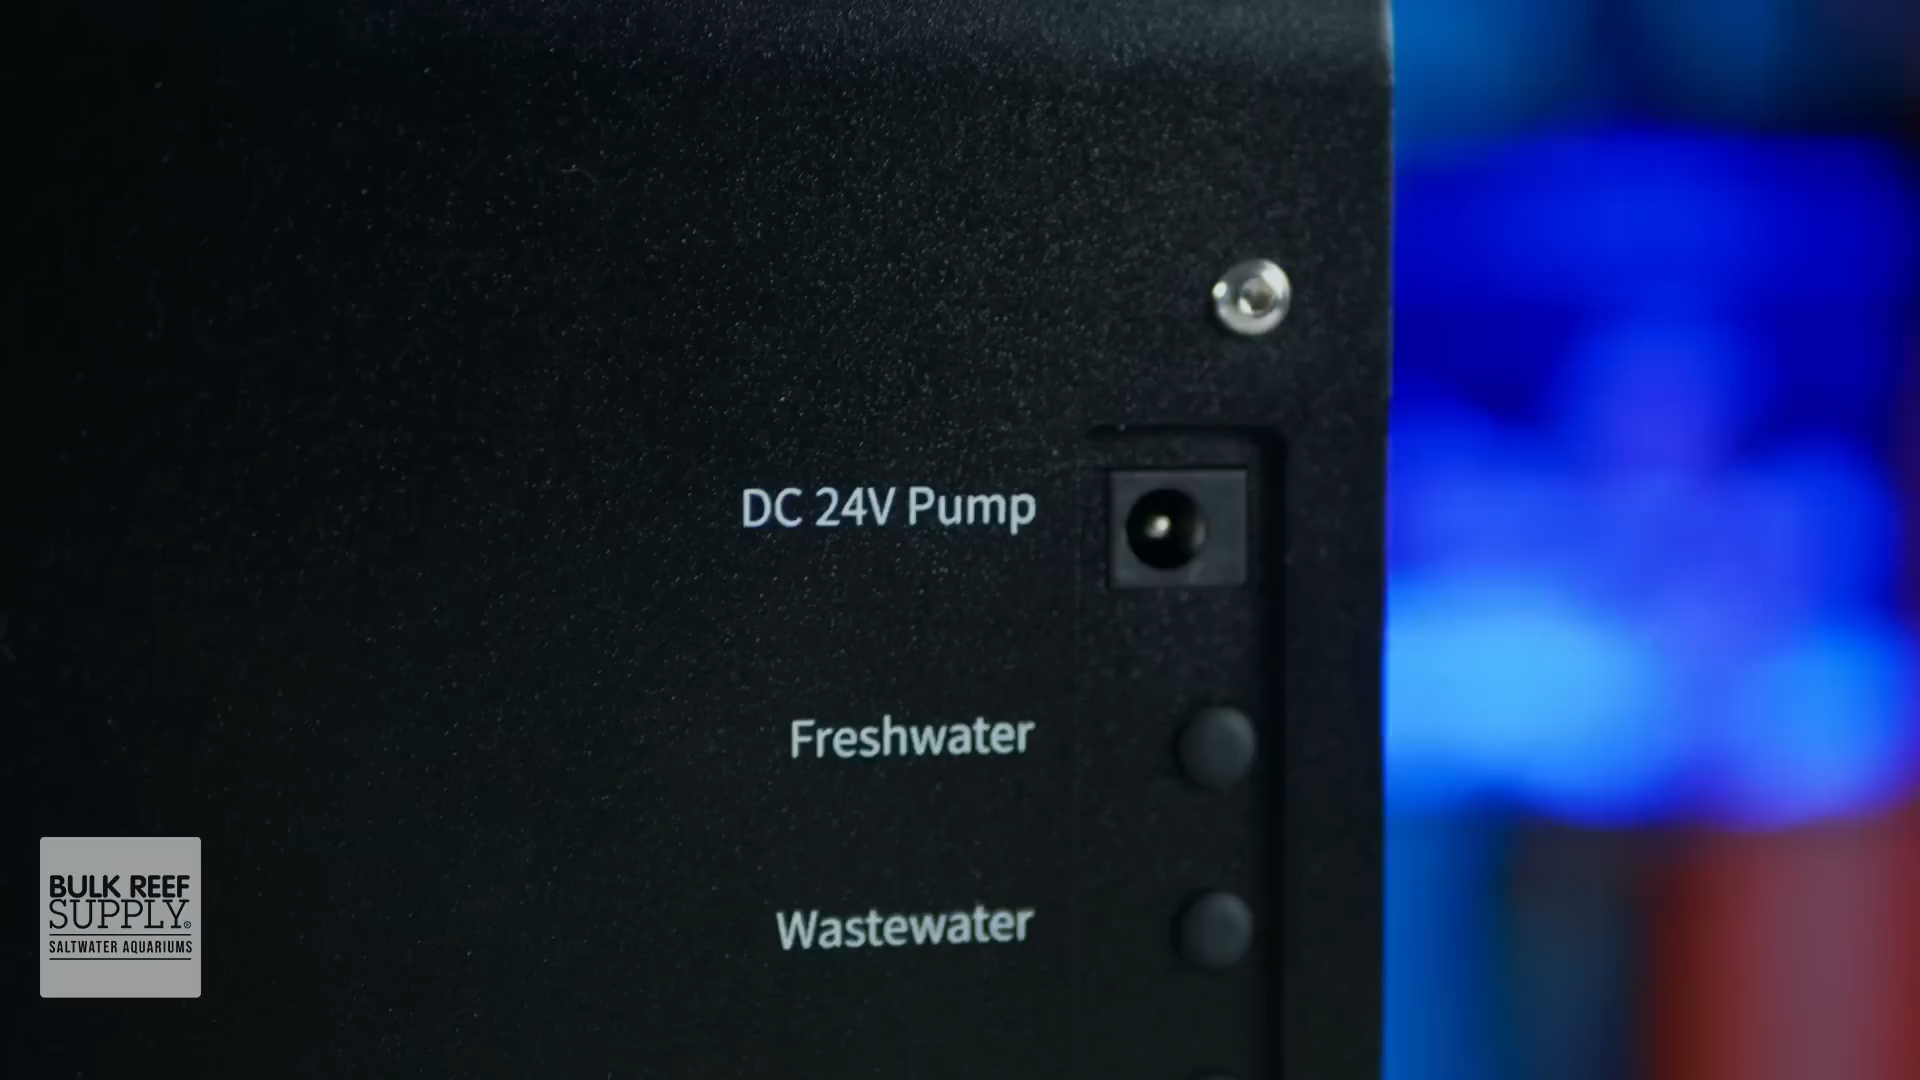 DC 24V Pump
Freshwater
Wastewater
BULK REEF
SUPPLY®
SALTWATER AQUARIUMS